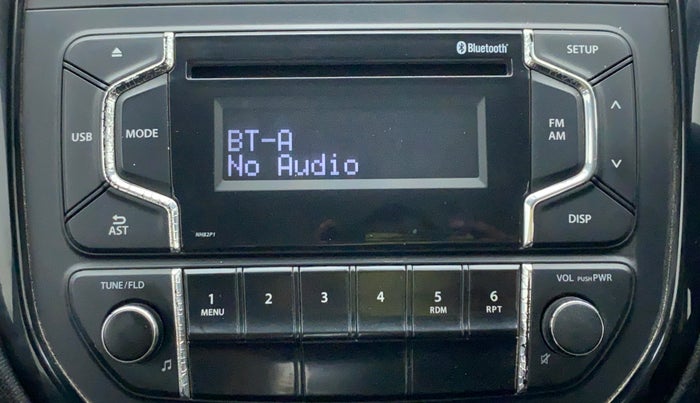 Bluetooth
SETUP
USB
MODE
FM
AM
BT-A
No Audio
AST
DISP
NHB2P1
TUNE/FLD
VOL PUSH PWR
1
MENU
2
3
4
5
RDM
6
RPT